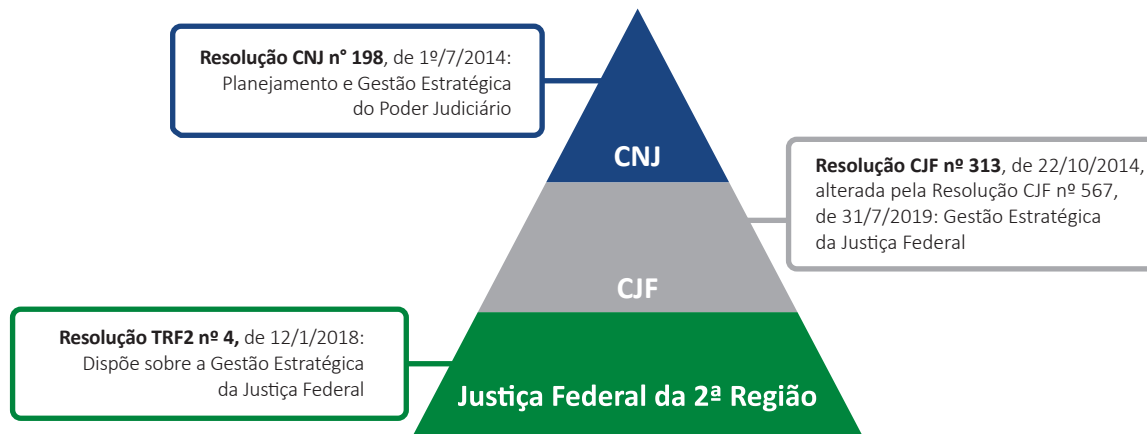 Resolução CNJ n° 198, de 1º/7/2014:
Planejamento e Gestão Estratégica
do Poder Judiciário
CNJ
Resolução CJF nº 313, de 22/10/2014,
alterada pela Resolução CJF nº 567,
de 31/7/2019: Gestão Estratégica
da Justiça Federal
CJF
Resolução TRF2 nº 4, de 12/1/2018:
Dispõe sobre a Gestão Estratégica
da Justiça Federal
Justiça Federal da 2ª Região